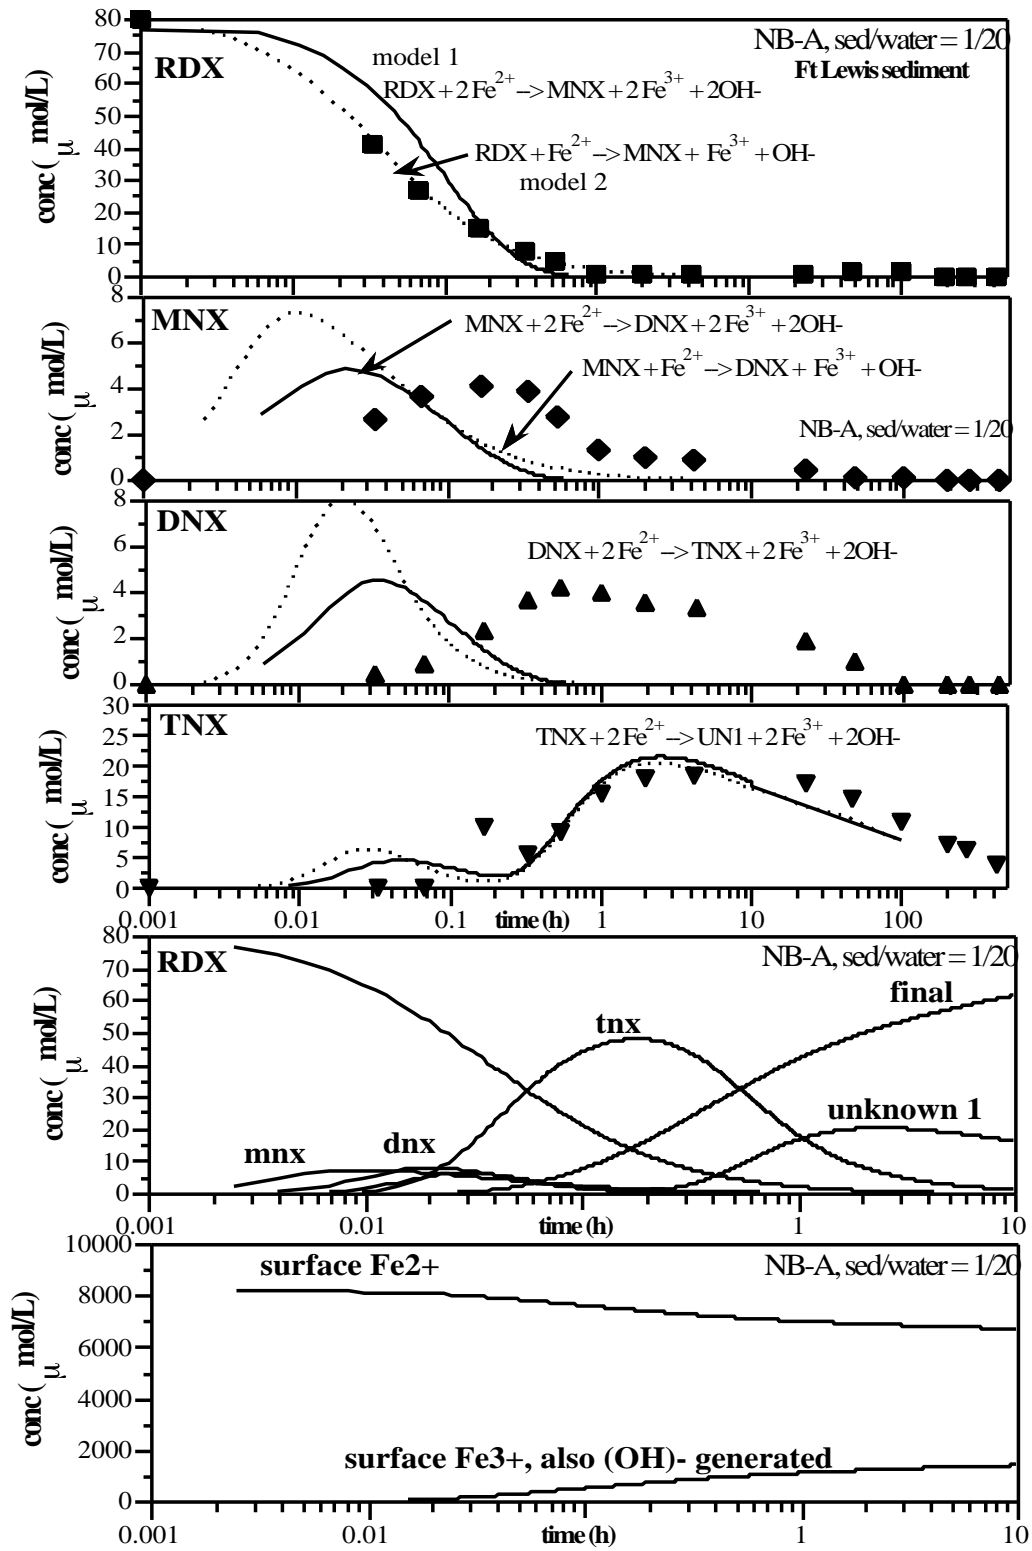 80
70
60
50
40
30
20
10
0
conc (μmol/L)
RDX
NB-A, sed/water = 1/20
Ft Lewis sediment
model 1
RDX + 2 Fe2+ --> MNX + 2 Fe3+ + 2OH-
RDX + Fe2+ --> MNX + Fe3+ + OH-
model 2
8
6
4
2
0
conc (μmol/L)
MNX
MNX + 2 Fe2+ --> DNX + 2 Fe3+ + 2OH-
MNX + Fe2+ --> DNX + Fe3+ + OH-
NB-A, sed/water = 1/20
8
6
4
2
0
conc (μmol/L)
DNX
DNX + 2 Fe2+ --> TNX + 2 Fe3+ + 2OH-
30
25
20
15
10
5
0
conc (μmol/L)
TNX
TNX + 2 Fe2+ --> UN1 + 2 Fe3+ + 2OH-
0.001 0.01 0.1 1 10 100
time (h)
80
70
60
50
40
30
20
10
0
conc (μmol/L)
RDX
NB-A, sed/water = 1/20
final
tnx
unknown 1
mnx
dnx
0.001 0.01 1 10
time (h)
10000
8000
6000
4000
2000
0
conc (μmol/L)
surface Fe2+
NB-A, sed/water = 1/20
surface Fe3+, also (OH)- generated
0.001 0.01 1 10
time (h)